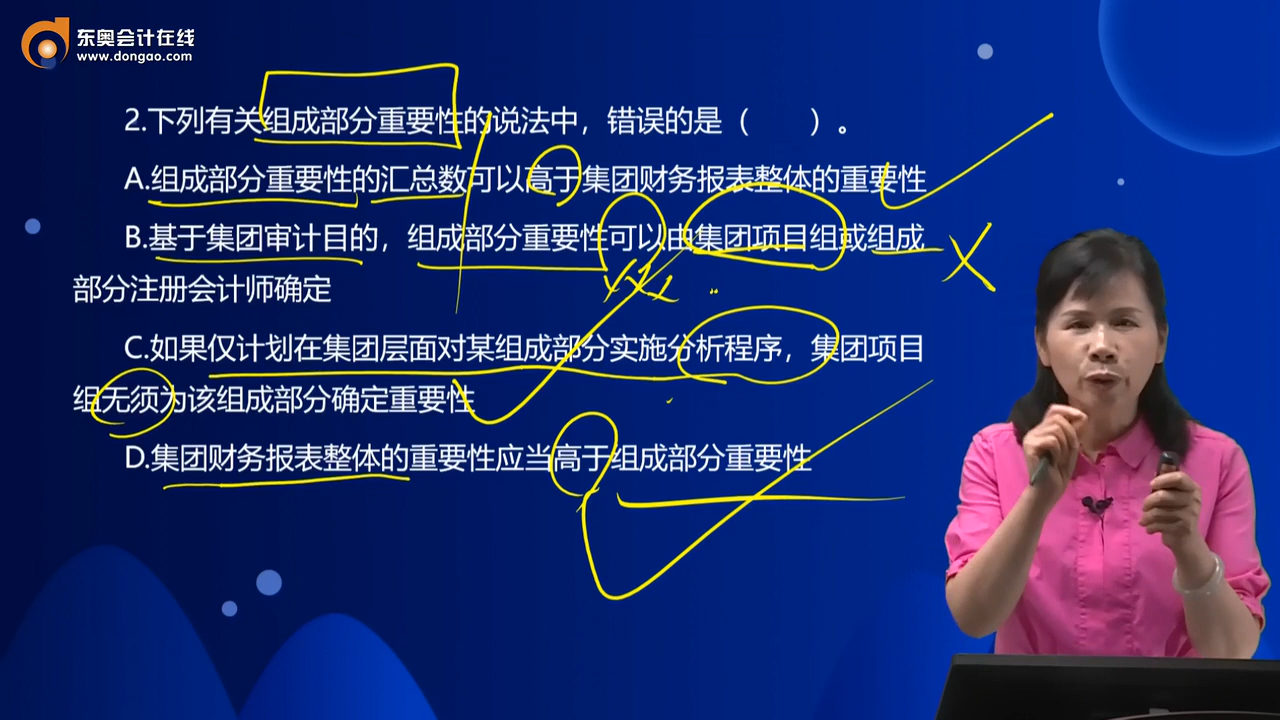 东奥会计在线
www.dongao.com
2.下列有关组成部分重要性的说法中，错误的是（　　）。
A.组成部分重要性的汇总数可以高于集团财务报表整体的重要性
B.基于集团审计目的，组成部分重要性可以由集团项目组或组成
部分注册会计师确定
C.如果仅计划在集团层面对某组成部分实施分析程序，集团项目
组无须为该组成部分确定重要性
D.集团财务报表整体的重要性应当高于组成部分重要性